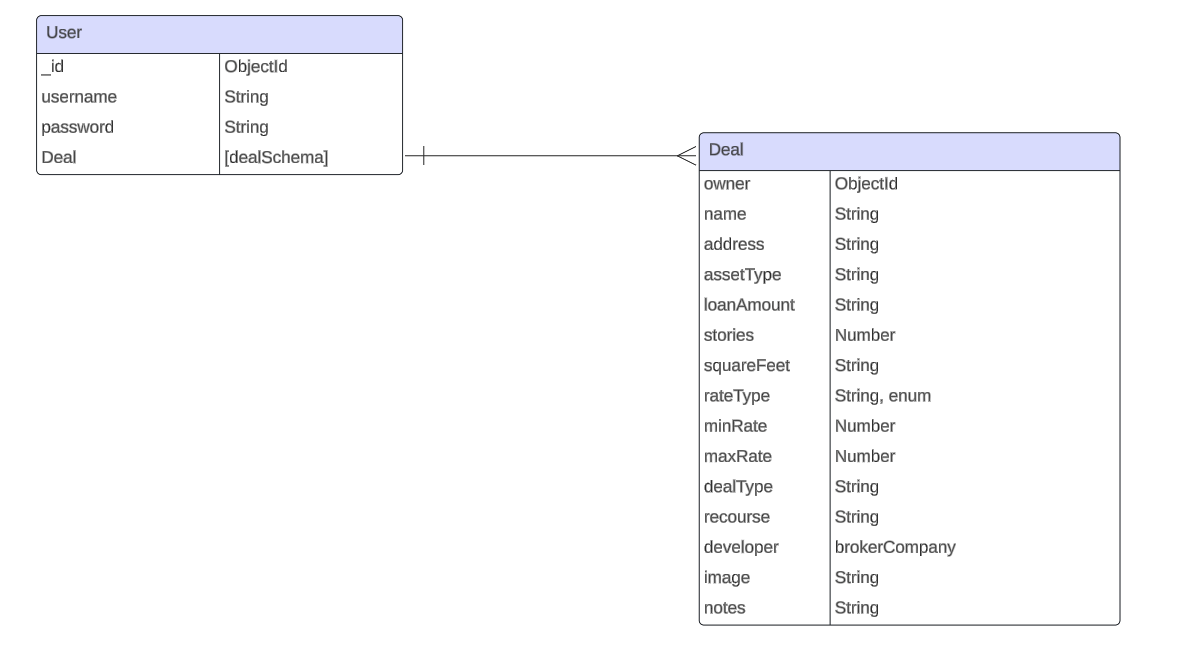 User
_id ObjectId
username String
password String
Deal [dealSchema]
Deal
owner ObjectId
name String
address String
assetType String
loanAmount String
stories Number
squareFeet String
rateType String, enum
minRate Number
maxRate Number
dealType String
recourse String
developer brokerCompany
image String
notes String